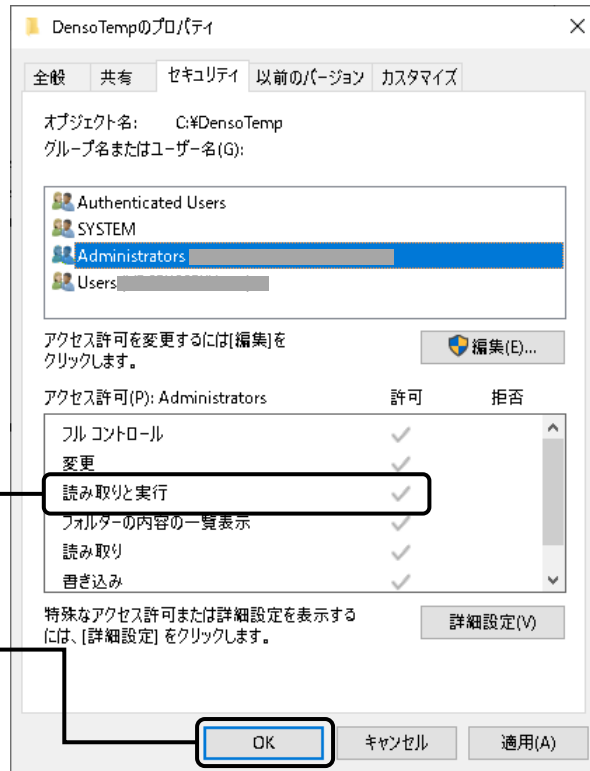 DensoTempのプロパティ
全般 共有 セキュリティ 以前のバージョン カスタマイズ
オブジェクト名: C:¥DensoTemp
グループ名またはユーザー名(G):
Authenticated Users
SYSTEM
Administrators
Users
アクセス許可を変更するには[編集]を
クリックします。
編集(E)...
アクセス許可(P): Administrators 許可 拒否
フル コントロール
変更
読み取りと実行
フォルダーの内容の一覧表示
読み取り
書き込み
特殊なアクセス許可または詳細設定を表示する
には、[詳細設定] をクリックします。
詳細設定(V)
OK キャンセル 適用(A)